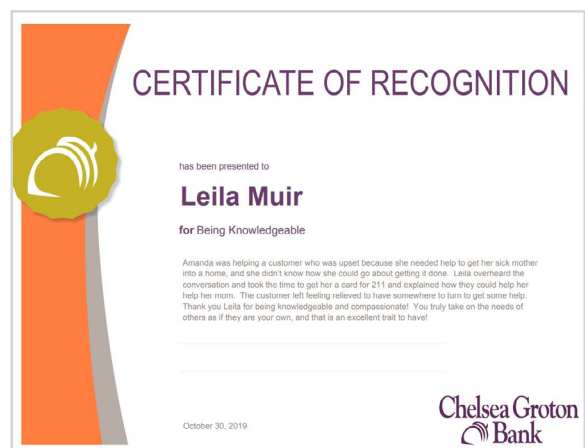 CERTIFICATE OF RECOGNITION
has been presented to
Leila Muir
for Being Knowledgeable
Amanda was helping a customer who was upset because she needed help to get her sick mother
into a home, and she didn't know how she could go about getting it done.  Leila overheard the
conversation and took the time to get her a card for 211 and explained how they could help her
help her mom.  The customer left feeling relieved to have somewhere to turn to get some help.
Thank you Leila for being knowledgeable and compassionate!  You truly take on the needs of
others as if they are your own, and that is an excellent trait to have!
October 30, 2019
Chelsea Groton
Bank